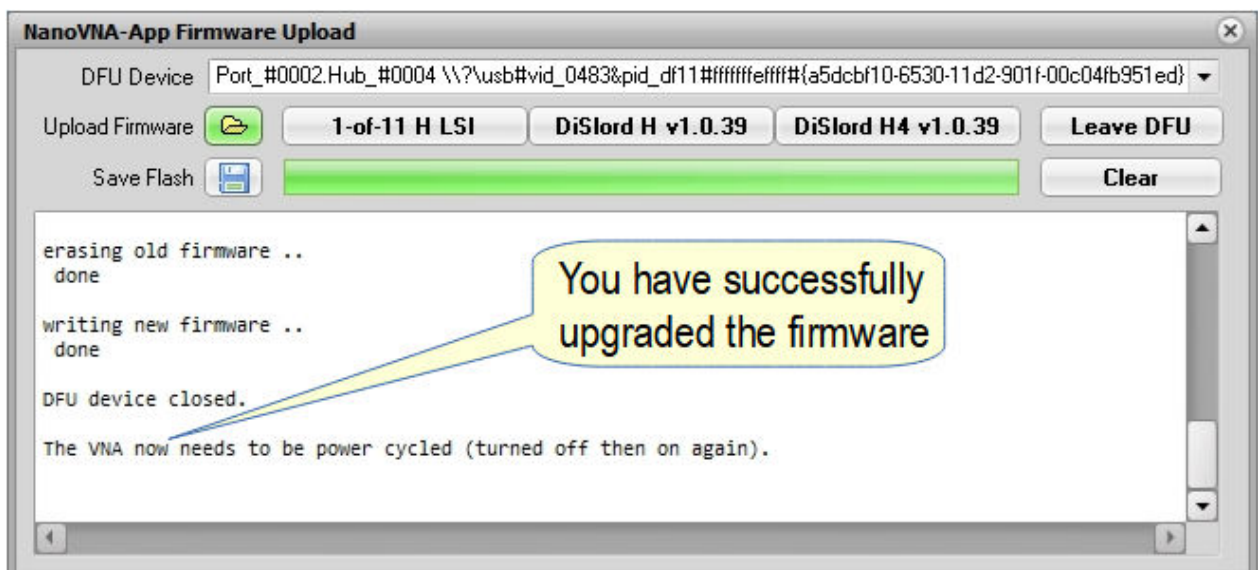 NanoVNA-App Firmware Upload
DFU Device Port_#0002.Hub_#0004 \\?\usb#vid_0483&pid_df11#fffffffeffff#{a5dcbf10-6530-11d2-901f-00c04fb951ed}
Upload Firmware 1-of-11 H LSI DiSlord H v1.0.39 DiSlord H4 v1.0.39 Leave DFU
Save Flash Clear
erasing old firmware ..
done
You have successfully
upgraded the firmware
writing new firmware ..
done
DFU device closed.
The VNA now needs to be power cycled (turned off then on again).